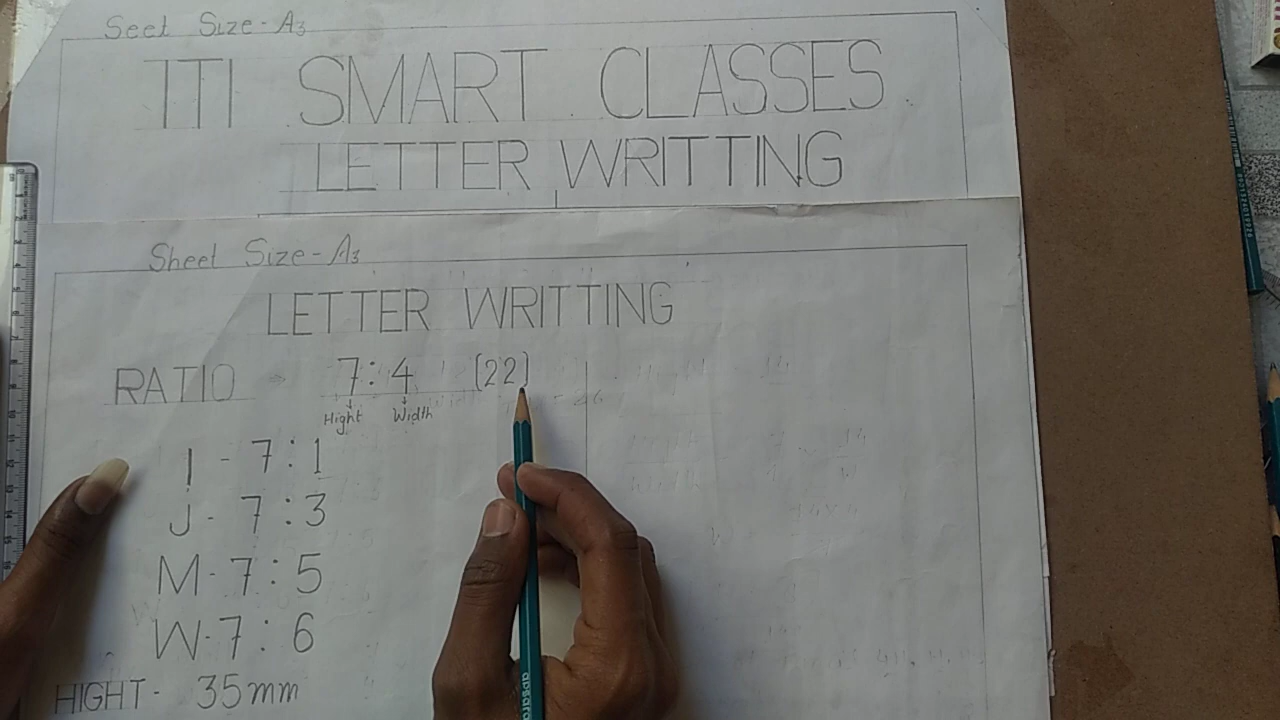 Seet Size - A3
ITI SMART CLASSES
LETTER WRITTING
Sheet Size - A3
LETTER WRITTING
RATIO 7:4 [22]
Hight Width
I - 7:1
J - 7:3
M - 7:5
W - 7:6
HIGHT - 35mm
apsara